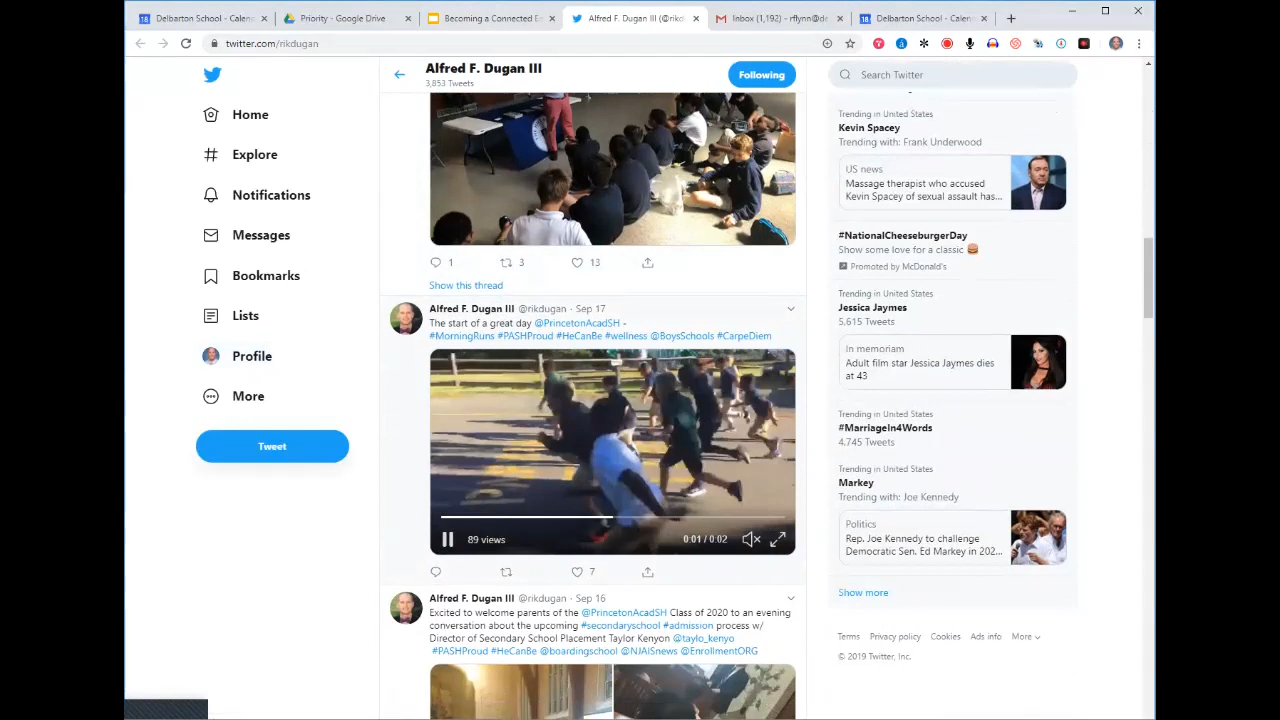 Delbarton School - Calend
Priority - Google Drive
Becoming a Connected E
Alfred F. Dugan III (@rikd
Inbox (1,192) - rflynn@de
Delbarton School - Calend
twitter.com/rikdugan
Home
Explore
Notifications
Messages
Bookmarks
Lists
Profile
More
Tweet
Alfred F. Dugan III
3,853 Tweets
Following
1
3
13
Show this thread
Alfred F. Dugan III @rikdugan · Sep 17
The start of a great day @PrincetonAcadSH -
#MorningRuns #PASHProud #HeCanBe #wellness @BoysSchools #CarpeDiem
89 views
0:01 / 0:02
7
Alfred F. Dugan III @rikdugan · Sep 16
Excited to welcome parents of the @PrincetonAcadSH Class of 2020 to an evening
conversation about the upcoming #secondaryschool #admission process w/
Director of Secondary School Placement Taylor Kenyon @taylo_kenyo
#PASHProud #HeCanBe @boardingschool @NJAISnews @EnrollmentORG
Search Twitter
Trending in United States
Kevin Spacey
Trending with: Frank Underwood
US news
Massage therapist who accused
Kevin Spacey of sexual assault has...
#NationalCheeseburgerDay
Show some love for a classic 🍔
Promoted by McDonald's
Trending in United States
Jessica Jaymes
5,615 Tweets
In memoriam
Adult film star Jessica Jaymes dies
at 43
Trending in United States
#MarriageIn4Words
4,745 Tweets
Trending in United States
Markey
Trending with: Joe Kennedy
Politics
Rep. Joe Kennedy to challenge
Democratic Sen. Ed Markey in 202...
Show more
Terms Privacy policy Cookies Ads info More
© 2019 Twitter, Inc.